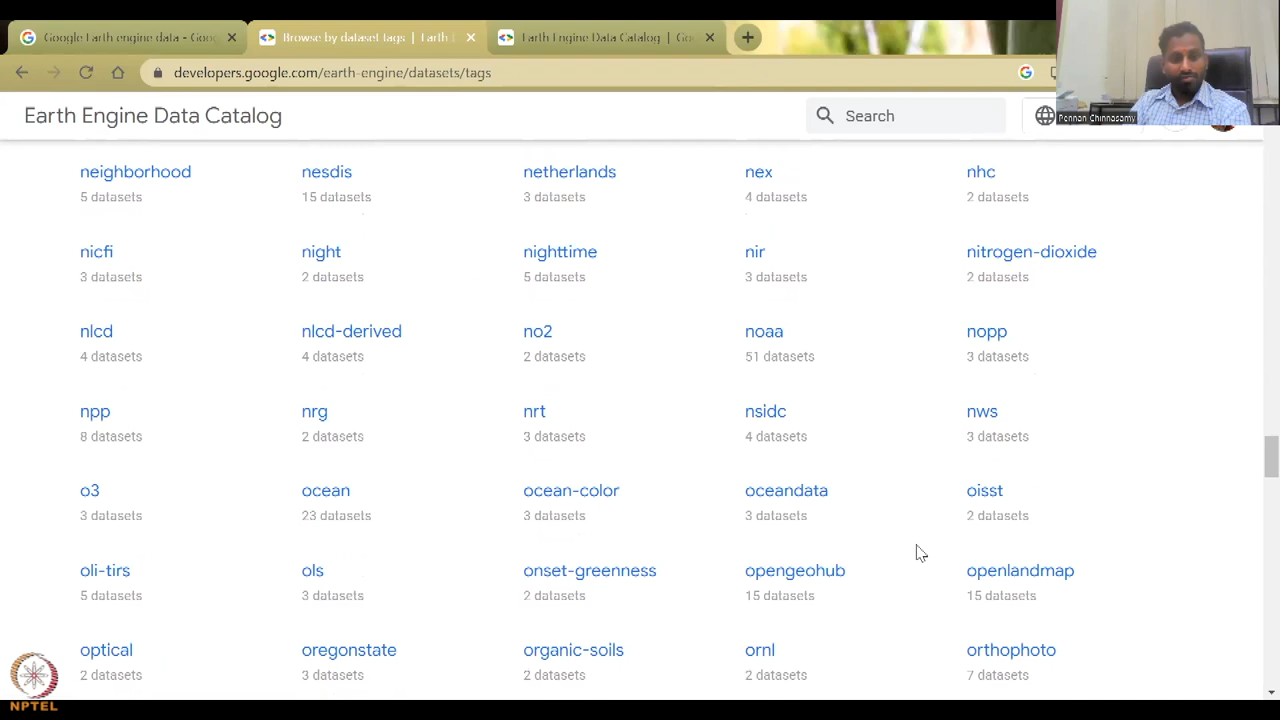 Google Earth engine data - Goo
Browse by dataset tags | Earth
Earth Engine Data Catalog | Go
developers.google.com/earth-engine/datasets/tags
Earth Engine Data Catalog
Search
Pennan Chinnasamy
neighborhood nesdis netherlands nex nhc
5 datasets 15 datasets 3 datasets 4 datasets 2 datasets
nicfi night nighttime nir nitrogen-dioxide
3 datasets 2 datasets 5 datasets 3 datasets 2 datasets
nlcd nlcd-derived no2 noaa nopp
4 datasets 4 datasets 2 datasets 51 datasets 3 datasets
npp nrg nrt nsidc nws
8 datasets 2 datasets 3 datasets 4 datasets 3 datasets
o3 ocean ocean-color oceandata oisst
3 datasets 23 datasets 3 datasets 3 datasets 2 datasets
oli-tirs ols onset-greenness opengeohub openlandmap
5 datasets 3 datasets 2 datasets 15 datasets 15 datasets
optical oregonstate organic-soils ornl orthophoto
2 datasets 3 datasets 2 datasets 2 datasets 7 datasets
NPTEL